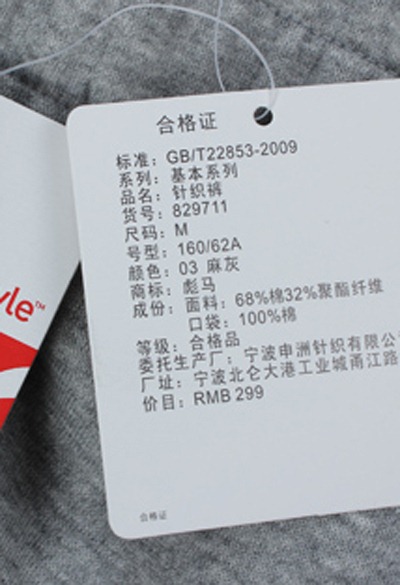 合格证
标准：GB/T22853-2009
系列：基本系列
品名：针织裤
货号：829711
尺码：M
号型：160/62A
颜色：03 麻灰
商标：彪马
成份：面料：68%棉32%聚酯纤维
口袋：100%棉
等级：合格品
委托生产厂：宁波申洲针织有限公
厂址：宁波北仑大港工业城甬江路
价目：RMB 299
合格证
yle™